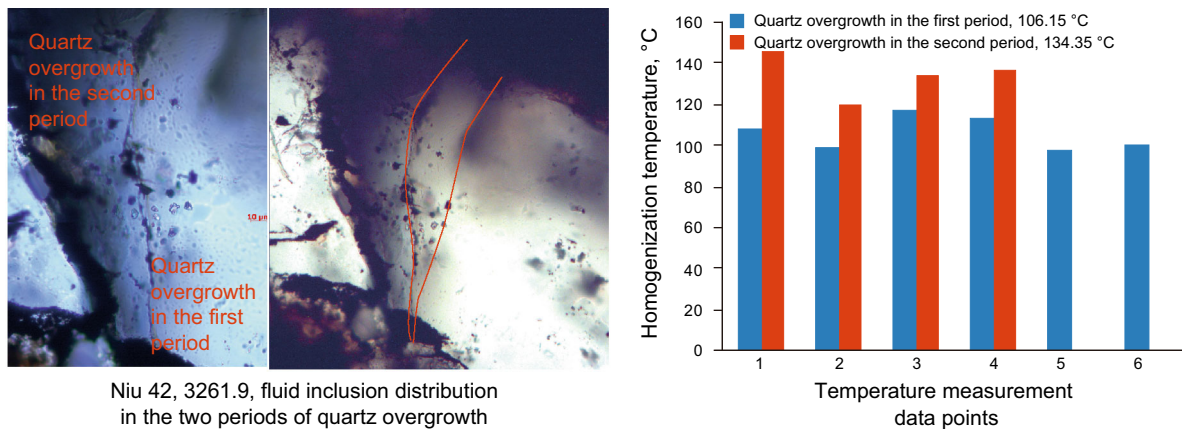 Quartz
overgrowth
in the second
period
10 μm
Quartz
overgrowth
in the first
period
Niu 42, 3261.9, fluid inclusion distribution
in the two periods of quartz overgrowth
Quartz overgrowth in the first period, 106.15 °C
Quartz overgrowth in the second period, 134.35 °C
Homogenization temperature, °C
160
140
120
100
80
60
40
20
0
1 2 3 4 5 6
Temperature measurement
data points